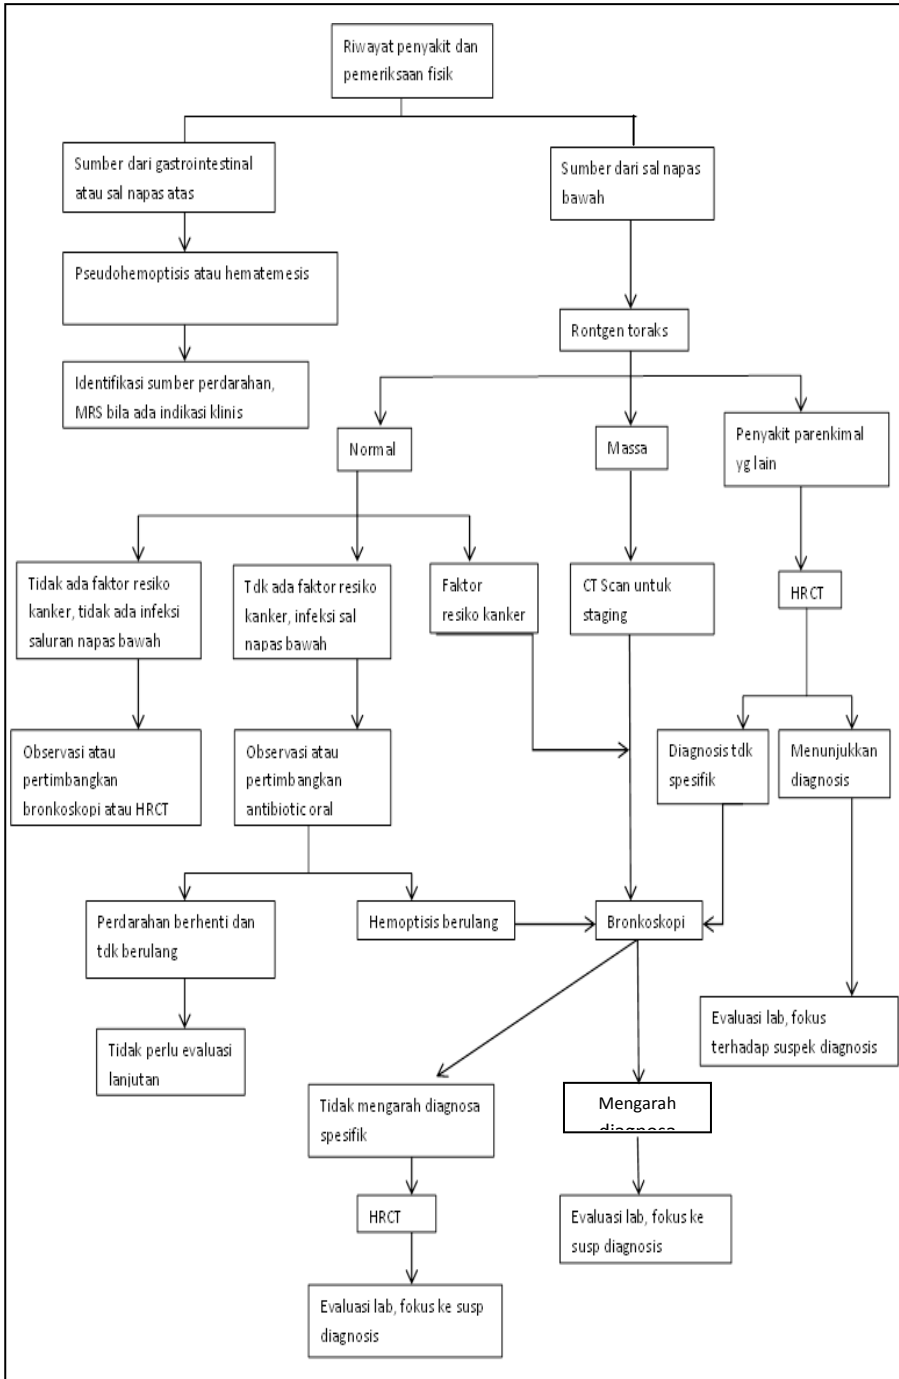 Riwayat penyakit dan
pemeriksaan fisik
Sumber dari gastrointestinal
atau sal napas atas
Sumber dari sal napas
bawah
Pseudohemoptisis atau hematemesis
Rontgen toraks
Identifikasi sumber perdarahan,
MRS bila ada indikasi klinis
Normal
Massa
Penyakit parenkimal
yg lain
Tidak ada faktor resiko
kanker, tidak ada infeksi
saluran napas bawah
Tdk ada faktor resiko
kanker, infeksi sal
napas bawah
Faktor
resiko kanker
CT Scan untuk
staging
HRCT
Observasi atau
pertimbangkan
bronkoskopi atau HRCT
Observasi atau
pertimbangkan
antibiotic oral
Diagnosis tdk
spesifik
Menunjukkan
diagnosis
Perdarahan berhenti dan
tdk berulang
Hemoptisis berulang
Bronkoskopi
Tidak perlu evaluasi
lanjutan
Evaluasi lab, fokus
terhadap suspek diagnosis
Tidak mengarah diagnosa
spesifik
Mengarah
diagnosa
HRCT
Evaluasi lab, fokus ke
susp diagnosis
Evaluasi lab, fokus ke susp
diagnosis